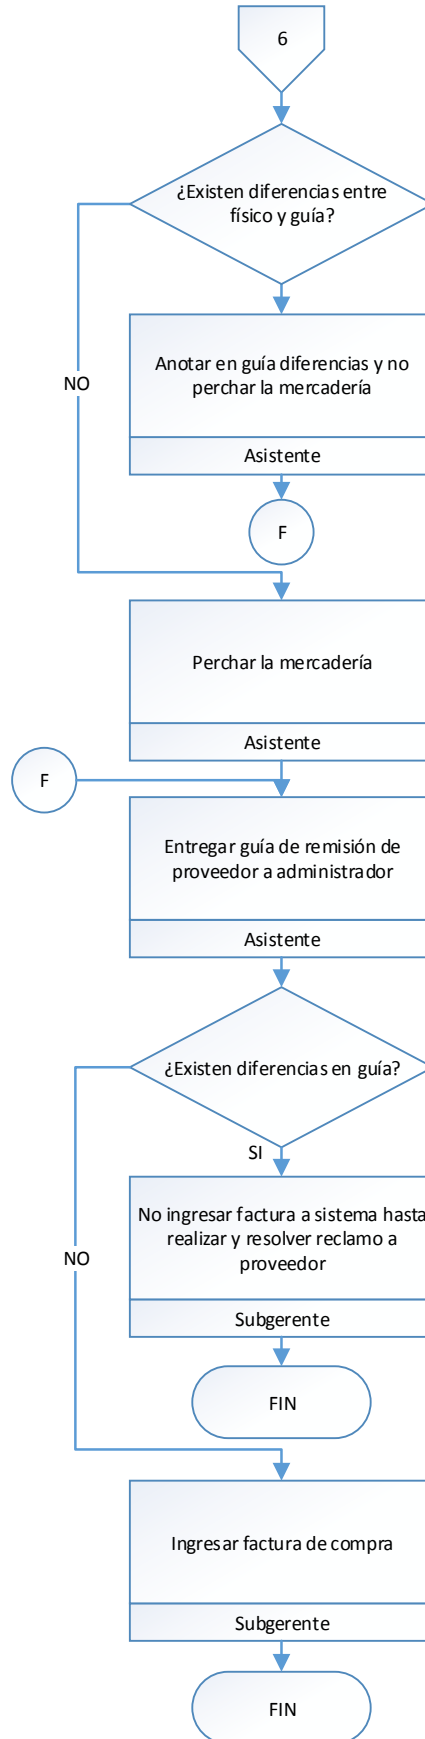 6
¿Existen diferencias entre
físico y guía?
Anotar en guía diferencias y no
perchar la mercadería
NO
Asistente
F
Perchar la mercadería
Asistente
F
Entregar guía de remisión de
proveedor a administrador
Asistente
¿Existen diferencias en guía?
SI
No ingresar factura a sistema hasta
realizar y resolver reclamo a
proveedor
NO
Subgerente
FIN
Ingresar factura de compra
Subgerente
FIN